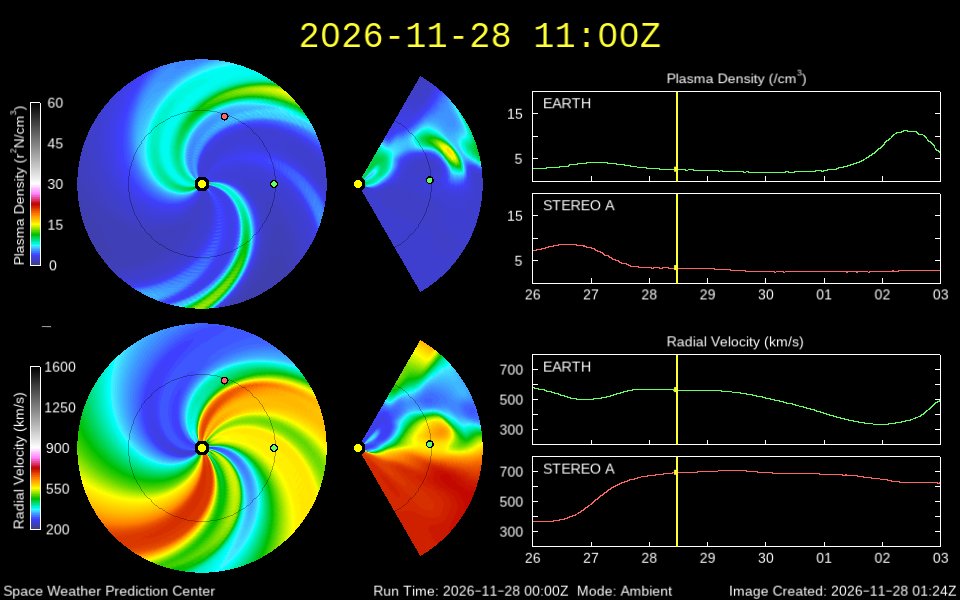 2026-11-28 11:00Z
Plasma Density (r²N/cm³)
60
45
30
15
0
Plasma Density (/cm³)
EARTH
15
5
STEREO A
15
5
26 27 28 29 30 01 02 03
Radial Velocity (km/s)
1600
1250
900
550
200
Radial Velocity (km/s)
EARTH
700
500
300
STEREO A
700
500
300
26 27 28 29 30 01 02 03
Space Weather Prediction Center Run Time: 2026-11-28 00:00Z Mode: Ambient Image Created: 2026-11-28 01:24Z